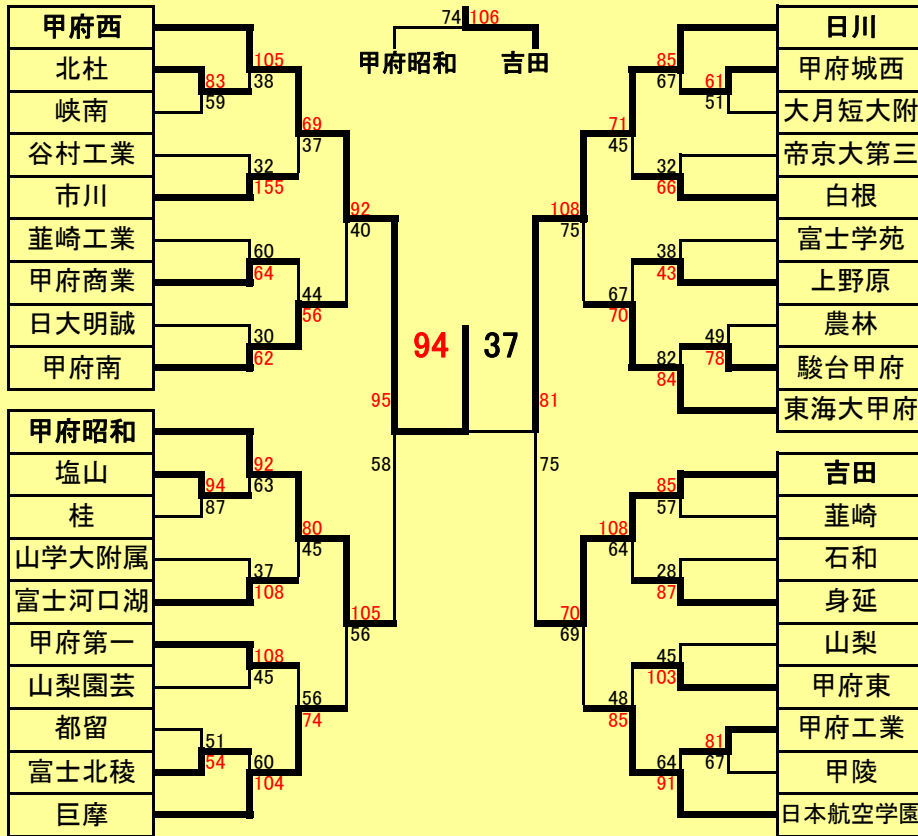 甲府西
北杜
峡南
谷村工業
市川
韮崎工業
甲府商業
日大明誠
甲府南
甲府昭和
塩山
桂
山学大附属
富士河口湖
甲府第一
山梨園芸
都留
富士北稜
巨摩
105
38
83
59
32
155
60
64
30
62
69
37
44
56
92
40
92
63
94
87
37
108
108
45
51
54
60
104
80
45
56
74
105
56
95
58
74 106
甲府昭和 吉田
94 37
81
75
108
75
70
69
71
45
67
70
108
64
48
85
85
67
61
51
32
66
38
43
49
78
82
84
85
57
28
87
45
103
81
67
64
91
日川
甲府城西
大月短大附
帝京大第三
白根
富士学苑
上野原
農林
駿台甲府
東海大甲府
吉田
韮崎
石和
身延
山梨
甲府東
甲府工業
甲陵
日本航空学園